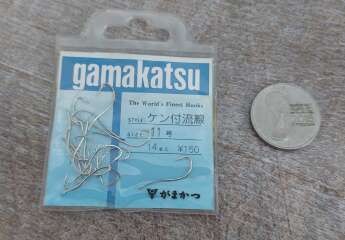 gamakatsu
The World's Finest Hooks
STYLE ケン付流線
SIZE 11号
14本入 ¥150
がまかつ